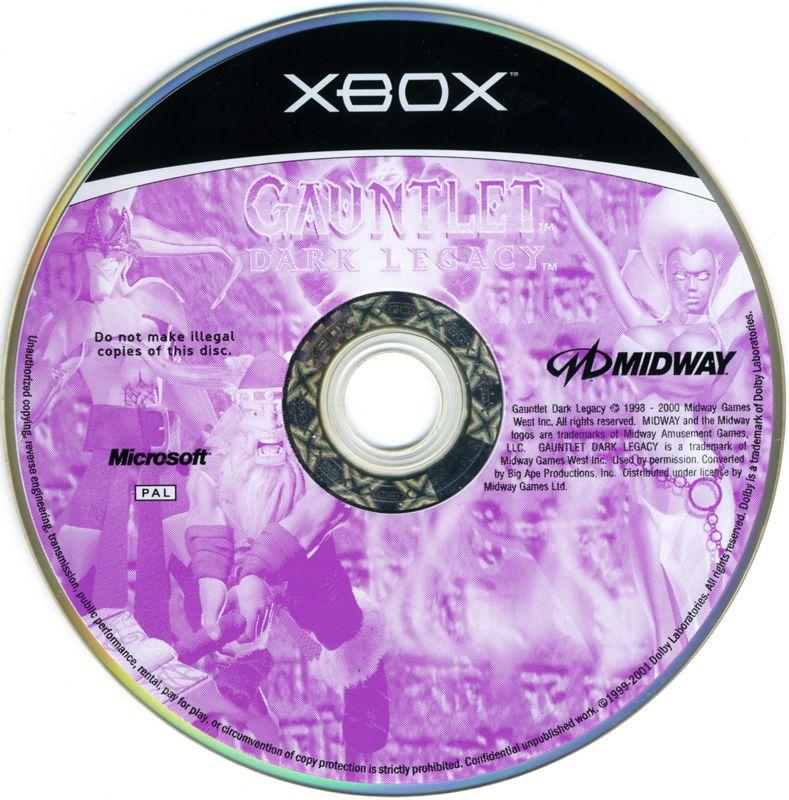 XBOX™
GAUNTLET™
DARK LEGACY™
Do not make illegal
copies of this disc.
MIDWAY
Microsoft
PAL
Gauntlet Dark Legacy © 1998 - 2000 Midway Games
West Inc. All rights reserved. MIDWAY and the Midway
logos are trademarks of Midway Amusement Games,
LLC. GAUNTLET DARK LEGACY is a trademark of
Midway Games West Inc. Used by permission. Converted
by Big Ape Productions, Inc. Distributed under license by
Midway Games Ltd.
Unauthorized copying, reverse engineering, transmission, public performance, rental, pay for play, or circumvention of copy protection is strictly prohibited. Confidential unpublished work. ©1999-2001 Dolby Laboratories. All rights reserved. Dolby is a trademark of Dolby Laboratories.